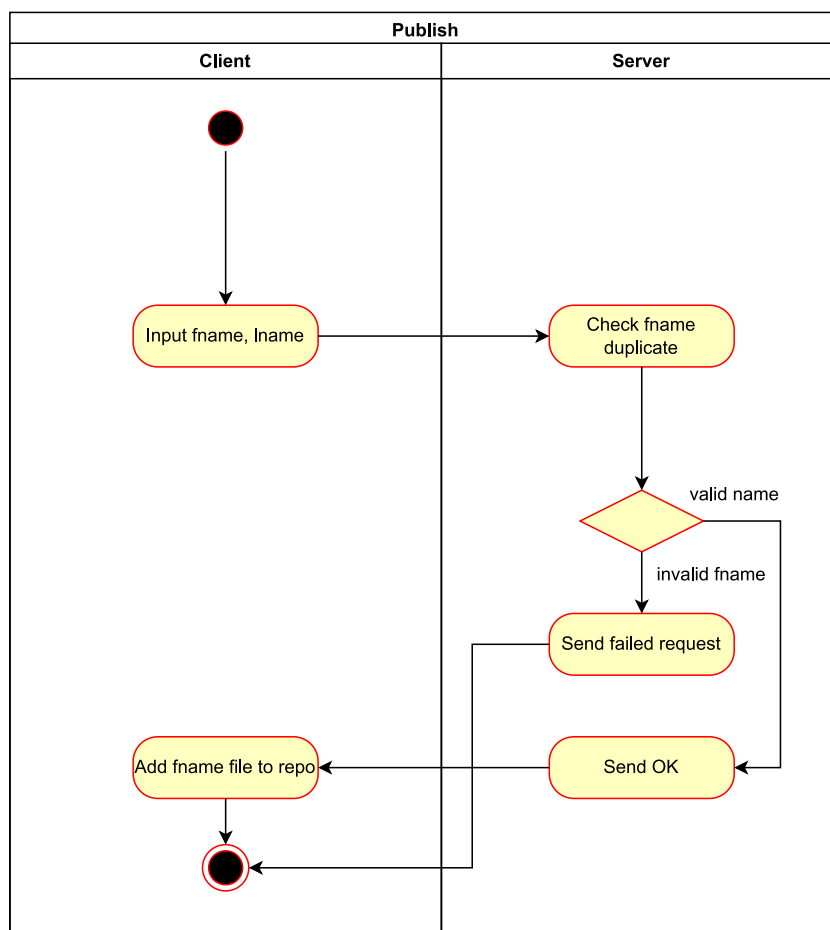 Publish
Client
Server
Input fname, lname
Check fname
duplicate
valid name
invalid fname
Send failed request
Add fname file to repo
Send OK